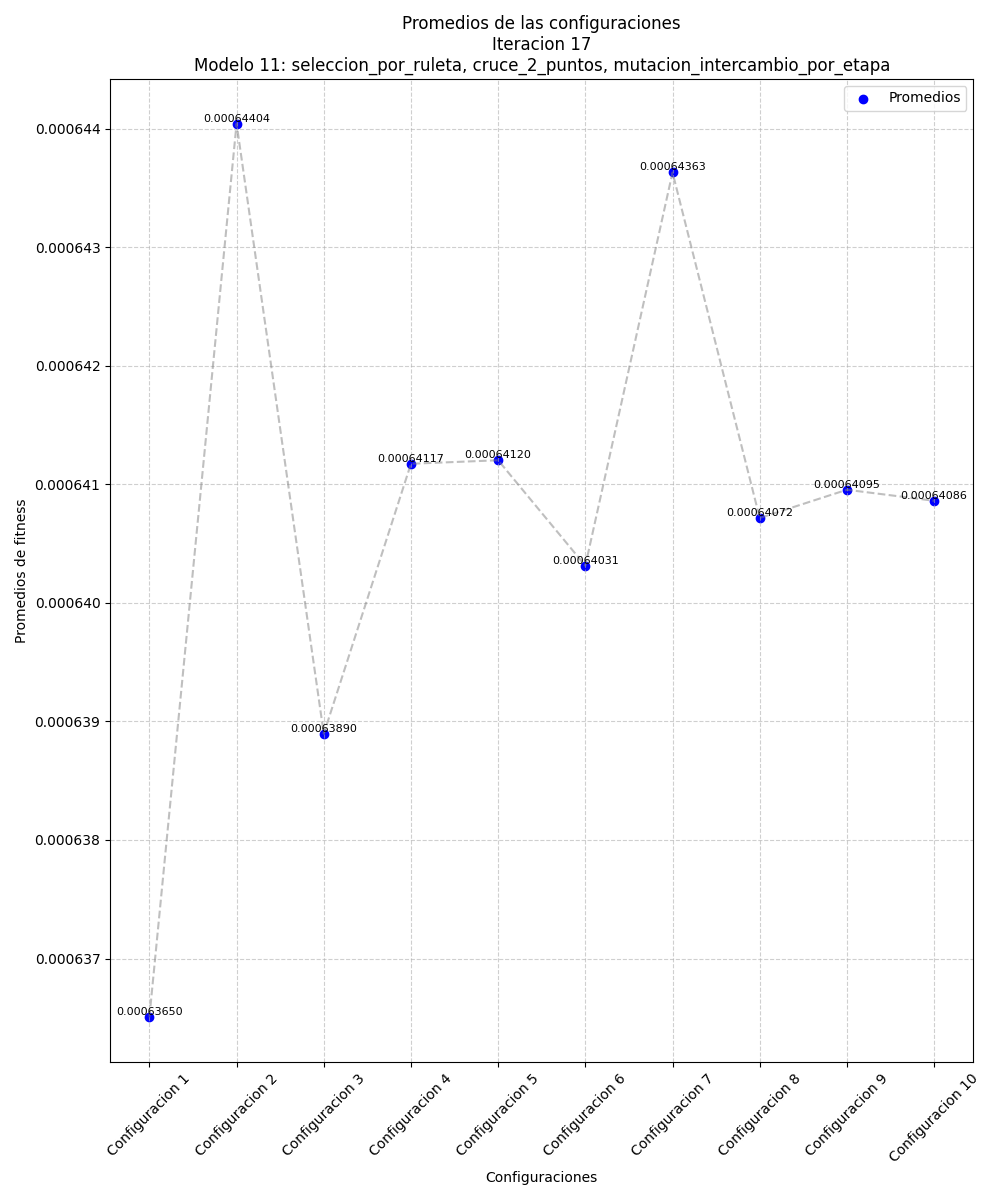 Promedios de las configuraciones
Iteracion 17
Modelo 11: seleccion_por_ruleta, cruce_2_puntos, mutacion_intercambio_por_etapa
Promedios
0.00064404
0.00064363
0.00064117
0.00064120
0.00064095
0.00064086
0.00064072
0.00064031
0.00063890
0.00063650
0.000644
0.000643
0.000642
0.000641
0.000640
0.000639
0.000638
0.000637
Promedios de fitness
Configuracion 1
Configuracion 2
Configuracion 3
Configuracion 4
Configuracion 5
Configuracion 6
Configuracion 7
Configuracion 8
Configuracion 9
Configuracion 10
Configuraciones